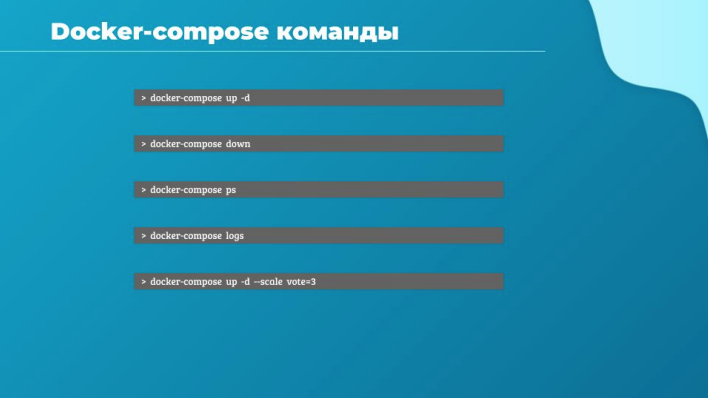 Docker-compose команды
> docker-compose up -d
> docker-compose down
> docker-compose ps
> docker-compose logs
> docker-compose up -d --scale vote=3